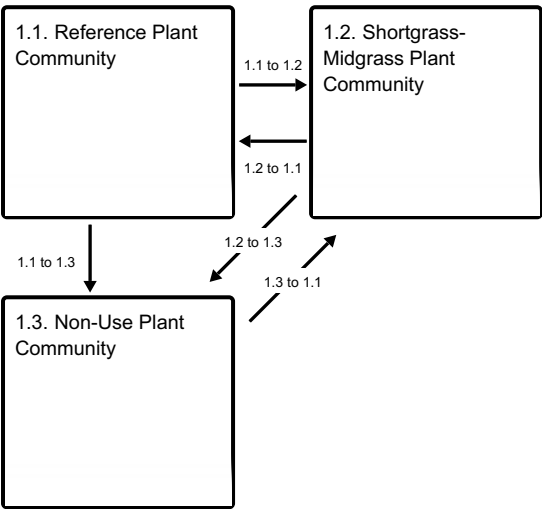 1.1. Reference Plant
Community
1.2. Shortgrass-
Midgrass Plant
Community
1.1 to 1.2
1.2 to 1.1
1.2 to 1.3
1.1 to 1.3
1.3 to 1.1
1.3. Non-Use Plant
Community